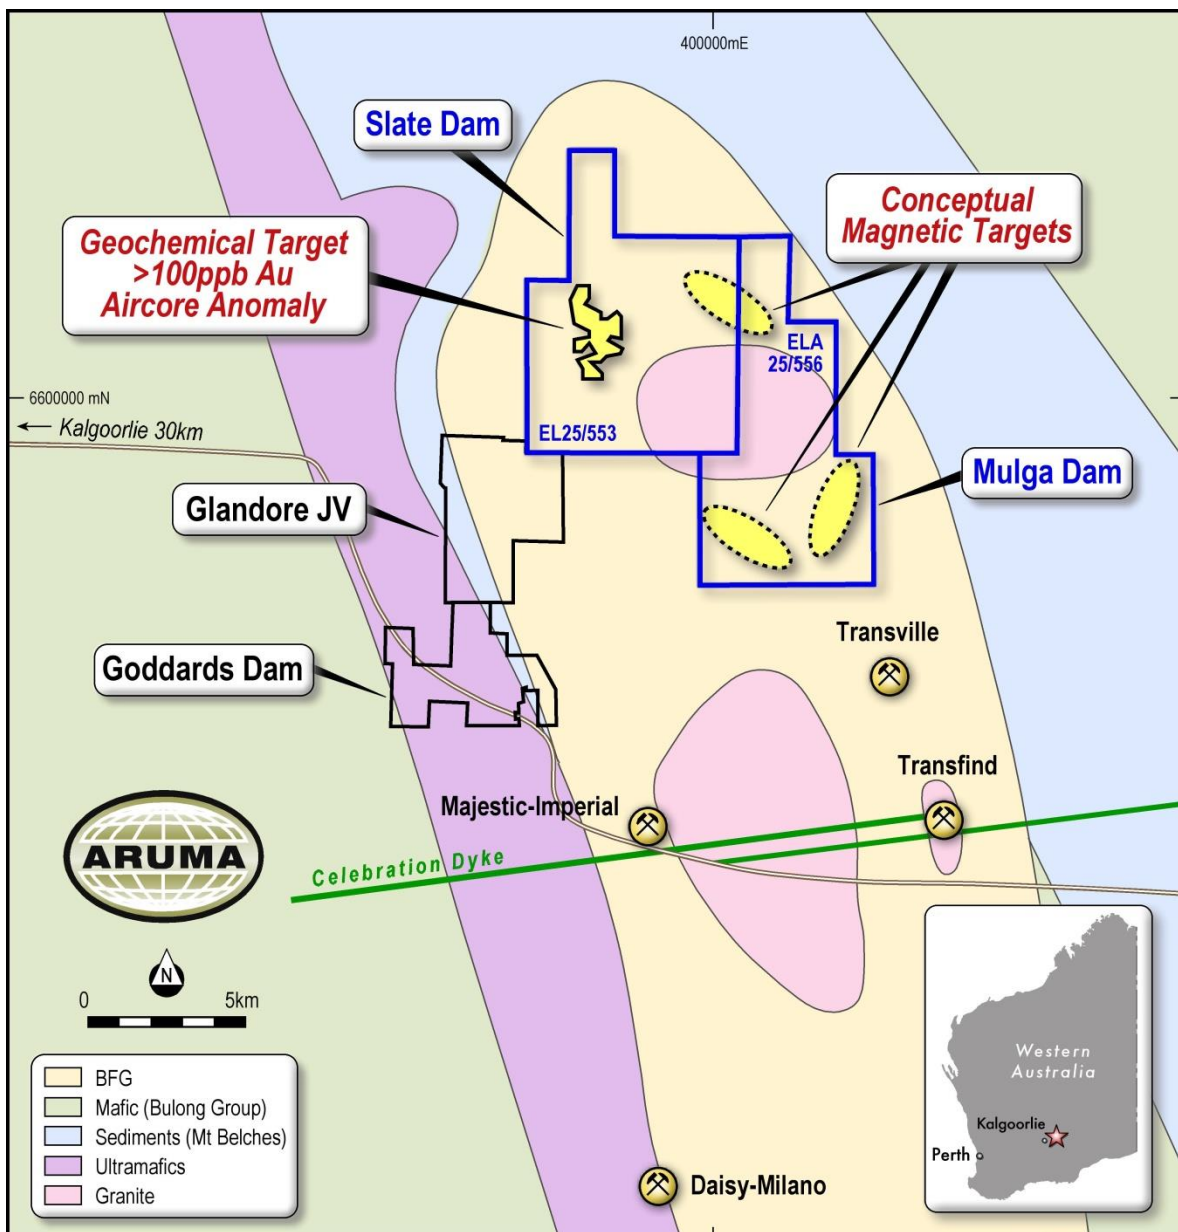 400000mE
Slate Dam
Conceptual
Magnetic Targets
Geochemical Target
>100ppb Au
Aircore Anomaly
ELA
25/556
6600000 mN
Kalgoorlie 30km
EL25/553
Mulga Dam
Glandore JV
Transville
Goddards Dam
Transfind
Majestic-Imperial
ARUMA
Celebration Dyke
N
0 5km
Western
Australia
Kalgoorlie
Perth
BFG
Mafic (Bulong Group)
Sediments (Mt Belches)
Ultramafics
Granite
Daisy-Milano